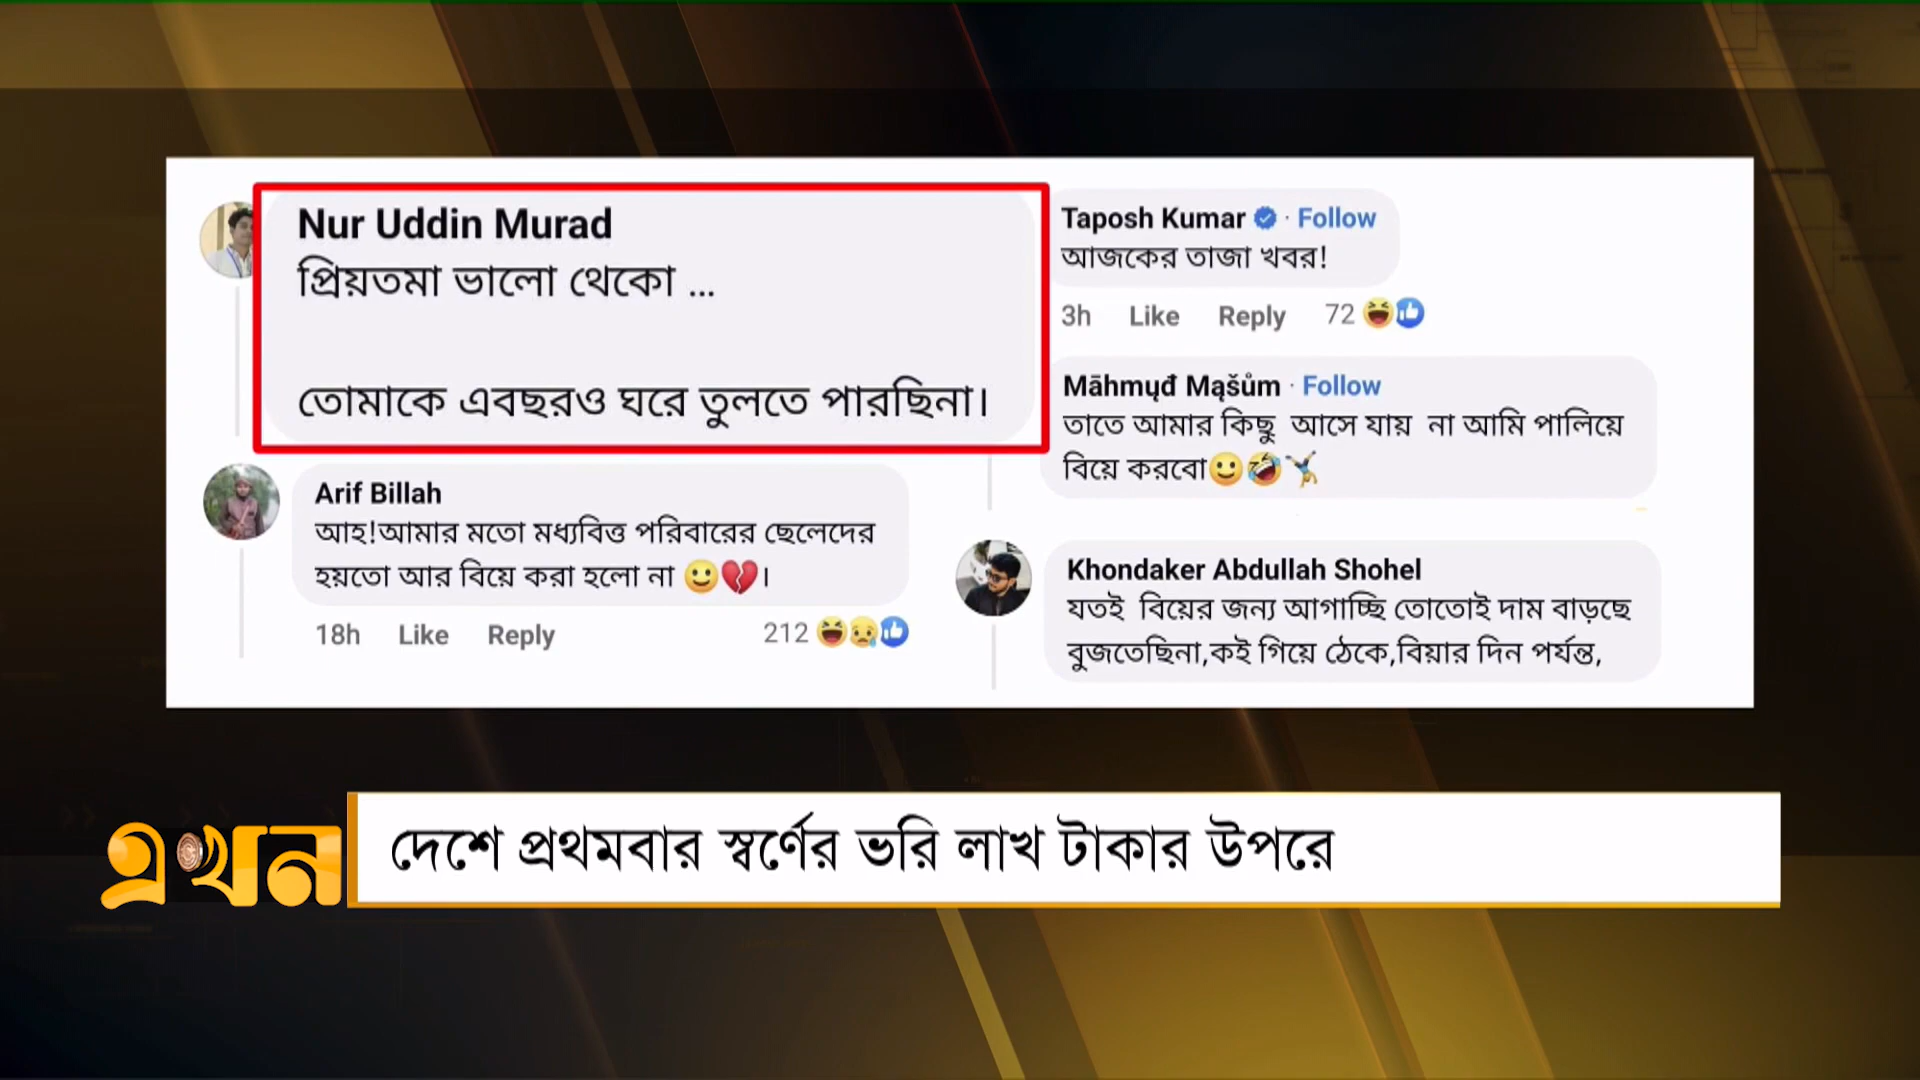 Nur Uddin Murad
প্রিয়তমা ভালো থেকো ...
তোমাকে এবছরও ঘরে তুলতে পারছিনা।
Arif Billah
আহ!আমার মতো মধ্যবিত্ত পরিবারের ছেলেদের
হয়তো আর বিয়ে করা হলো না 🙂💔।
18h Like Reply 212
Taposh Kumar · Follow
আজকের তাজা খবর!
3h Like Reply 72
Māhmųđ Mąšům · Follow
তাতে আমার কিছু আসে যায় না আমি পালিয়ে
বিয়ে করবো🙂🤣🤸
Khondaker Abdullah Shohel
যতই বিয়ের জন্য আগাচ্ছি তোতোই দাম বাড়ছে
বুজতেছিনা,কই গিয়ে ঠেকে,বিয়ার দিন পর্যন্ত,
এখন
দেশে প্রথমবার স্বর্ণের ভরি লাখ টাকার উপরে